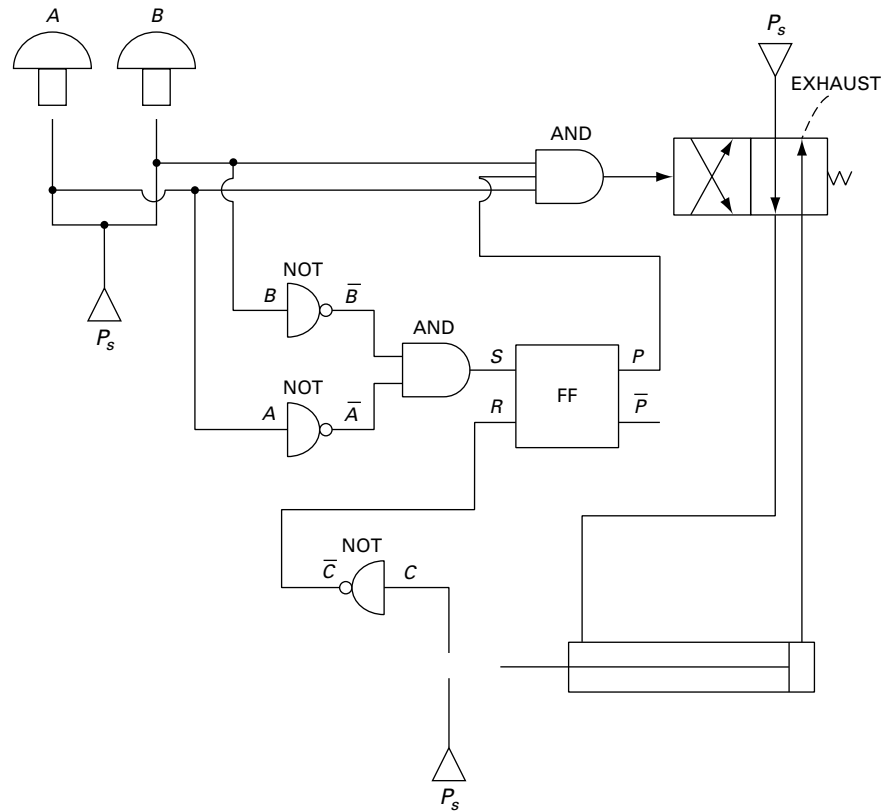 A B
P_s
EXHAUST
AND
NOT
B B̅
AND
S P
FF
NOT
R P̅
A A̅
P_s
NOT
C̅ C
P_s